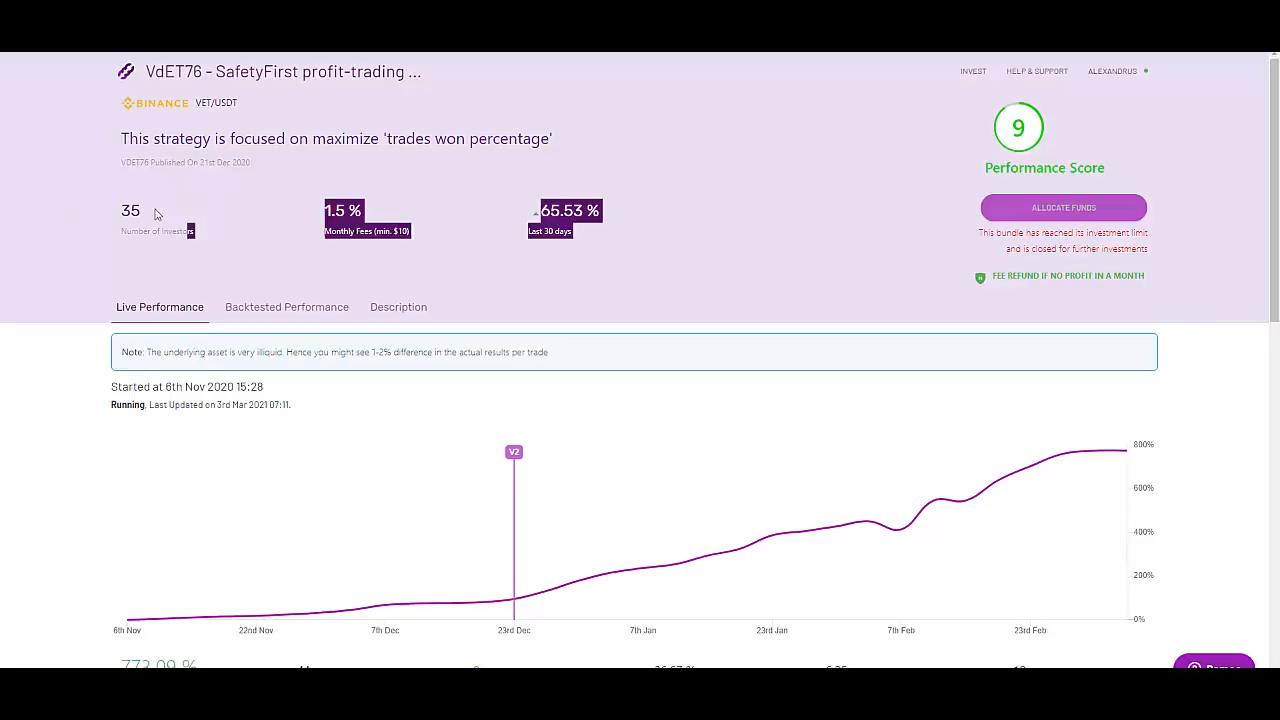 VdET76 - SafetyFirst profit-trading ...
INVEST HELP & SUPPORT ALEXANDRUS
BINANCE VET/USDT
9
This strategy is focused on maximize 'trades won percentage'
VDET76 Published On 21st Dec 2020
Performance Score
35 1.5 % 65.53 %
Number of Investors Monthly Fees (min. $10) Last 30 days
ALLOCATE FUNDS
This bundle has reached its investment limit
and is closed for further investments
FEE REFUND IF NO PROFIT IN A MONTH
Live Performance Backtested Performance Description
Note: The underlying asset is very illiquid. Hence you might see 1-2% difference in the actual results per trade
Started at 6th Nov 2020 15:28
Running, Last Updated on 3rd Mar 2021 07:11.
V2
800%
600%
400%
200%
0%
6th Nov 22nd Nov 7th Dec 23rd Dec 7th Jan 23rd Jan 7th Feb 23rd Feb
773.09 %